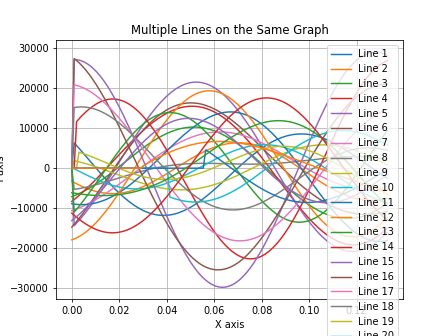 Multiple Lines on the Same Graph
30000
20000
10000
0
−10000
−20000
−30000
0.00
0.02
0.04
0.06
0.08
0.10
X axis
Line 1
Line 2
Line 3
Line 4
Line 5
Line 6
Line 7
Line 8
Line 9
Line 10
Line 11
Line 12
Line 13
Line 14
Line 15
Line 16
Line 17
Line 18
Line 19
Line 20